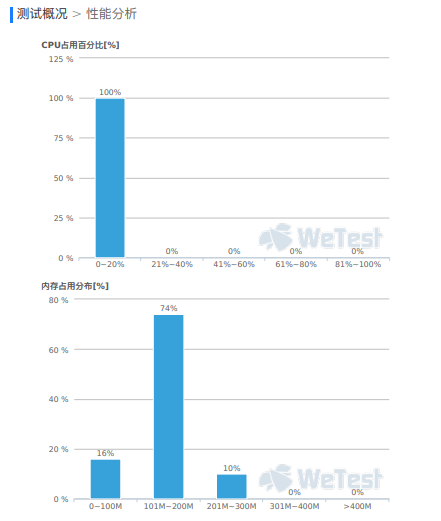 测试概况 > 性能分析
CPU占用百分比[%]
125 %
100 %
75 %
50 %
25 %
0 %
100%
0%
0%
0%
0%
0~20%
21%~40%
41%~60%
61%~80%
81%~100%
WeTest
内存占用分布[%]
80 %
60 %
40 %
20 %
0 %
16%
74%
10%
0%
0%
0~100M
101M~200M
201M~300M
301M~400M
>400M
WeTest